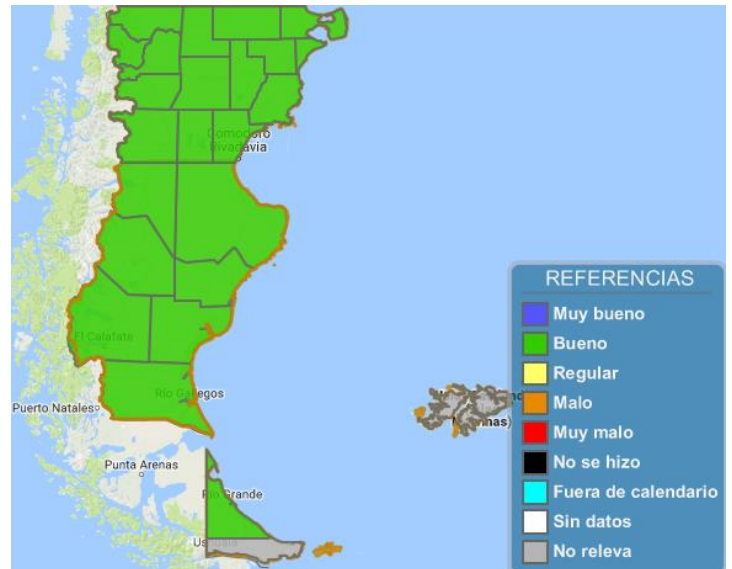 Comodoro
Rivadavia
El Calafate
Río Gallegos
Puerto Natales
Punta Arenas
Río Grande
Ushuaia
REFERENCIAS
Muy bueno
Bueno
Regular
Malo
Muy malo
No se hizo
Fuera de calendario
Sin datos
No releva